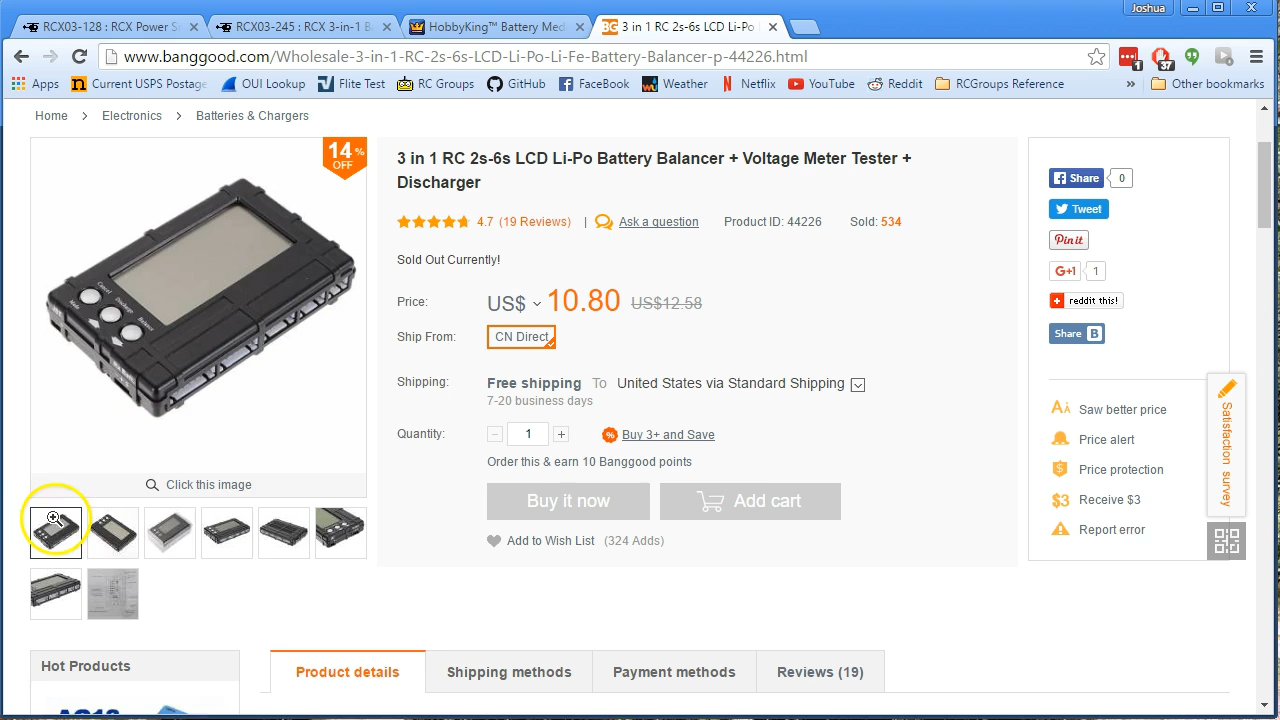 Joshua
RCX03-128 : RCX Power S
RCX03-245 : RCX 3-in-1 B
HobbyKing™ Battery Med
3 in 1 RC 2s-6s LCD Li-Po
www.banggood.com/Wholesale-3-in-1-RC-2s-6s-LCD-Li-Po-Li-Fe-Battery-Balancer-p-44226.html
1
37
Apps
Current USPS Postage
OUI Lookup
Flite Test
RC Groups
GitHub
FaceBook
Weather
Netflix
YouTube
Reddit
RCGroups Reference
»
Other bookmarks
Home > Electronics > Batteries & Chargers
14%
OFF
Cancel
Discharge
Balance
Mode
Click this image
3 in 1 RC 2s-6s LCD Li-Po Battery Balancer + Voltage Meter Tester +
Discharger
4.7 (19 Reviews) | Ask a question Product ID: 44226 Sold: 534
Sold Out Currently!
Price: US$ 10.80 US$12.58
Ship From: CN Direct
Shipping: Free shipping To United States via Standard Shipping
7-20 business days
Quantity: - 1 + % Buy 3+ and Save
Order this & earn 10 Banggood points
Buy it now Add cart
Add to Wish List (324 Adds)
Share 0
Tweet
Pin it
G+1 1
reddit this!
Share B
Saw better price
Price alert
Price protection
$3 Receive $3
Report error
Satisfaction survey
Hot Products
Product details
Shipping methods
Payment methods
Reviews (19)